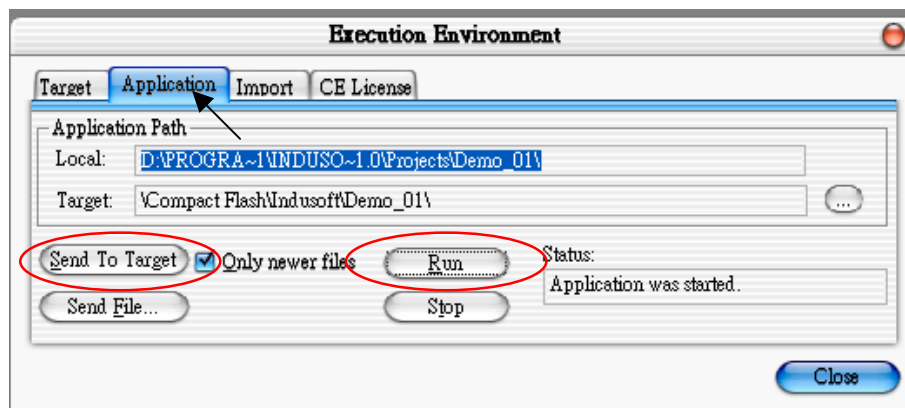 Execution Environment
Target Application Import CE License
Application Path
Local: D:\PROGRA~1\INDUSO~1.0\Projects\Demo_01\
Target: \Compact Flash\Indusoft\Demo_01\ ...
Send To Target Only newer files Run Status:
Application was started.
Send File... Stop
Close